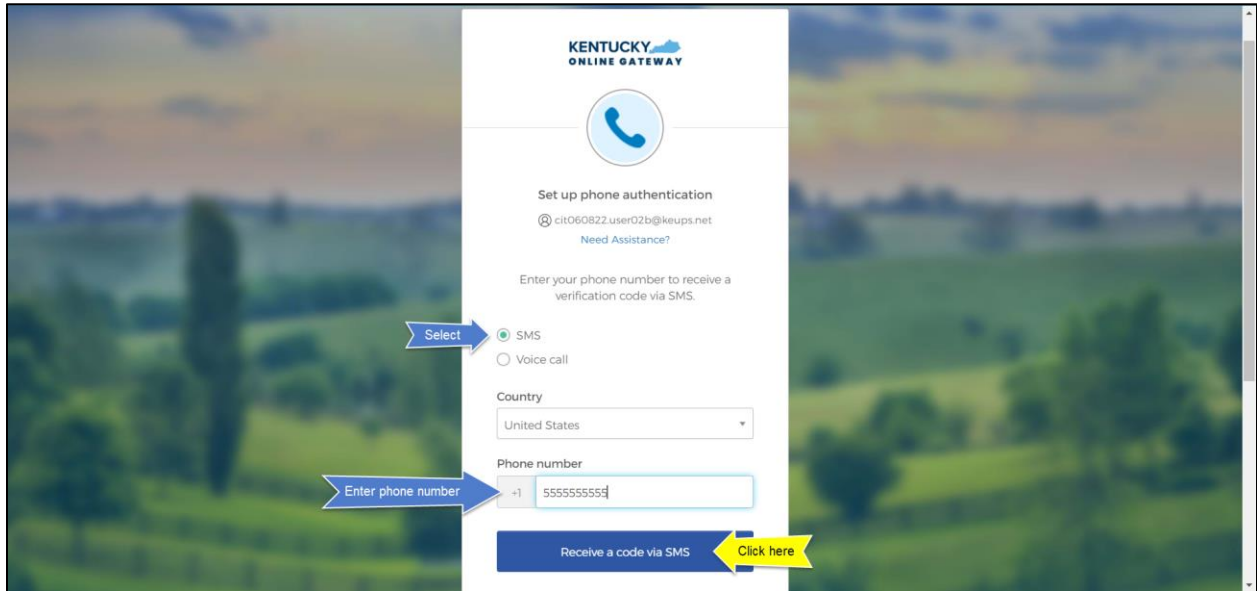 KENTUCKY
ONLINE GATEWAY
Set up phone authentication
cit060822.user02b@keups.net
Need Assistance?
Enter your phone number to receive a
verification code via SMS.
Select
SMS
Voice call
Country
United States
Phone number
Enter phone number
+1 5555555555
Receive a code via SMS
Click here